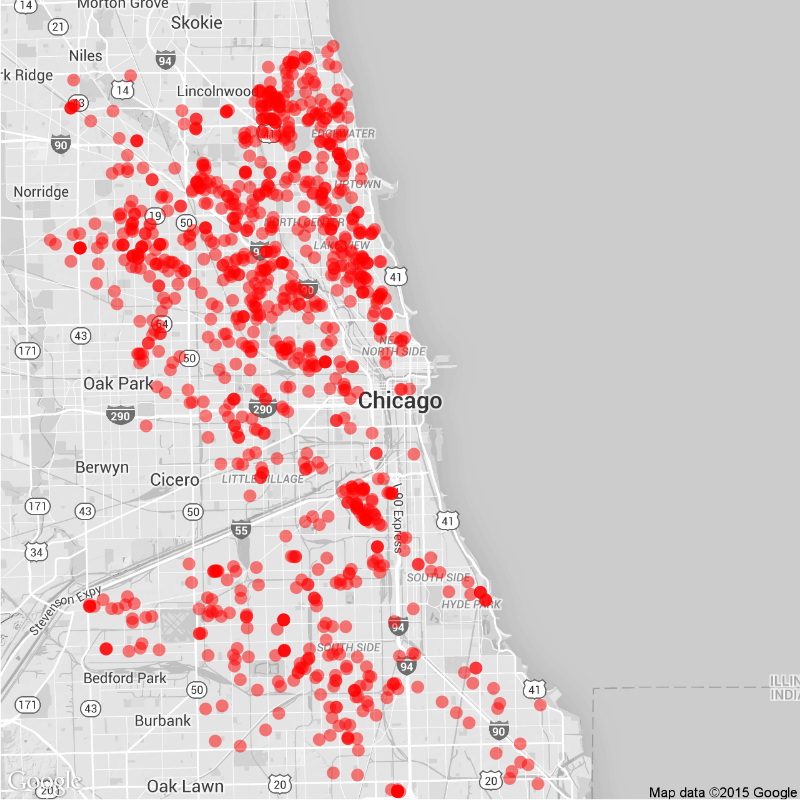 14
Morton Grove
21
Skokie
Niles
94
rk Ridge
14
Lincolnwood
43
41
EDGEWATER
90
UPTOWN
Norridge
19
50
NORTH CENTER
LAKE VIEW
41
64
43
NEAR
NORTH SIDE
171
50
Oak Park
290
290
Chicago
Berwyn
Cicero
LITTLE VILLAGE
I-90 Express
171
43
50
41
55
34
SOUTH SIDE
Stevenson Expy
HYDE PARK
94
SOUTH SIDE
94
Bedford Park
ILLIN
INDIA
50
41
171
43
Burbank
90
Google
20
Oak Lawn
20
20
Map data ©2015 Google